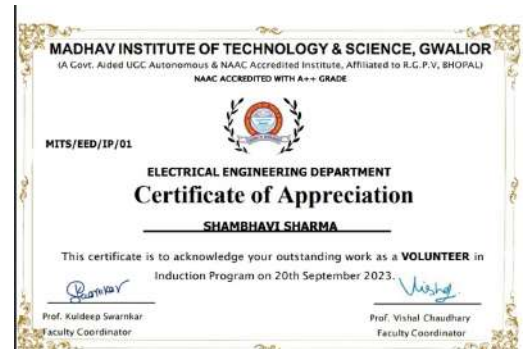 MADHAV INSTITUTE OF TECHNOLOGY & SCIENCE, GWALIOR
(A Govt. Aided UGC Autonomous & NAAC Accredited Institute, Affiliated to R.G.P.V, BHOPAL)
NAAC ACCREDITED WITH A++ GRADE
MITS/EED/IP/01
ELECTRICAL ENGINEERING DEPARTMENT
Certificate of Appreciation
SHAMBHAVI SHARMA
This certificate is to acknowledge your outstanding work as a VOLUNTEER in
Induction Program on 20th September 2023.
Prof. Kuldeep Swarnkar
Faculty Coordinator
Prof. Vishal Chaudhary
Faculty Coordinator